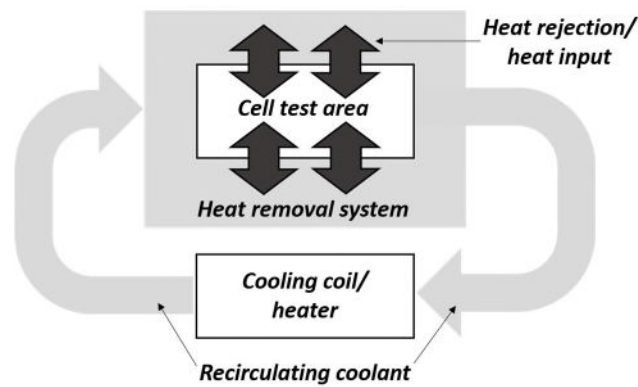 Heat rejection/
heat input
Cell test area
Heat removal system
Cooling coil/
heater
Recirculating coolant